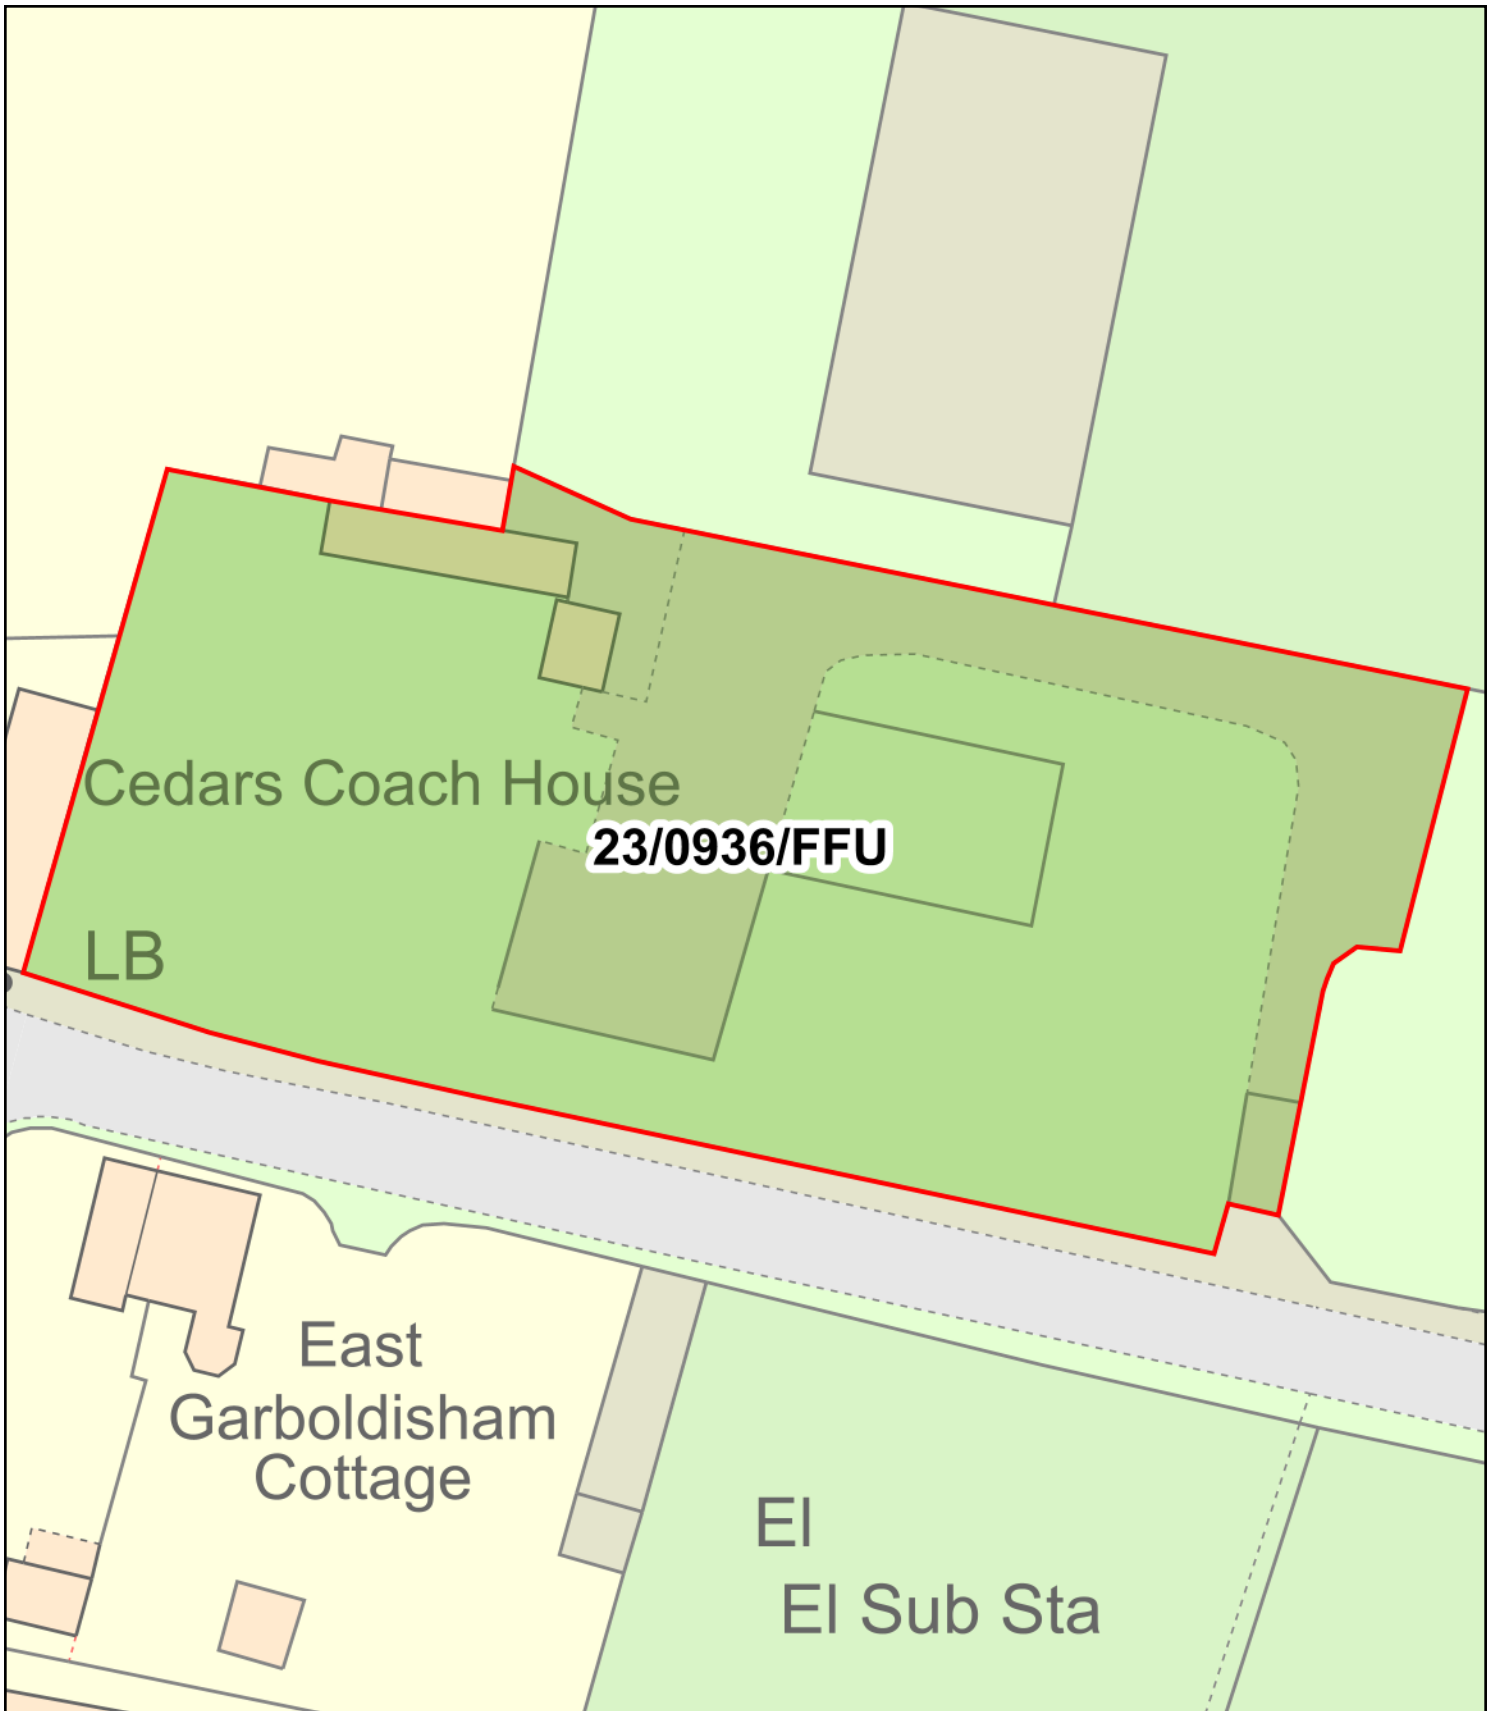 Cedars Coach House
23/0936/FFU
LB
East
Garboldisham
Cottage
El
El Sub Sta